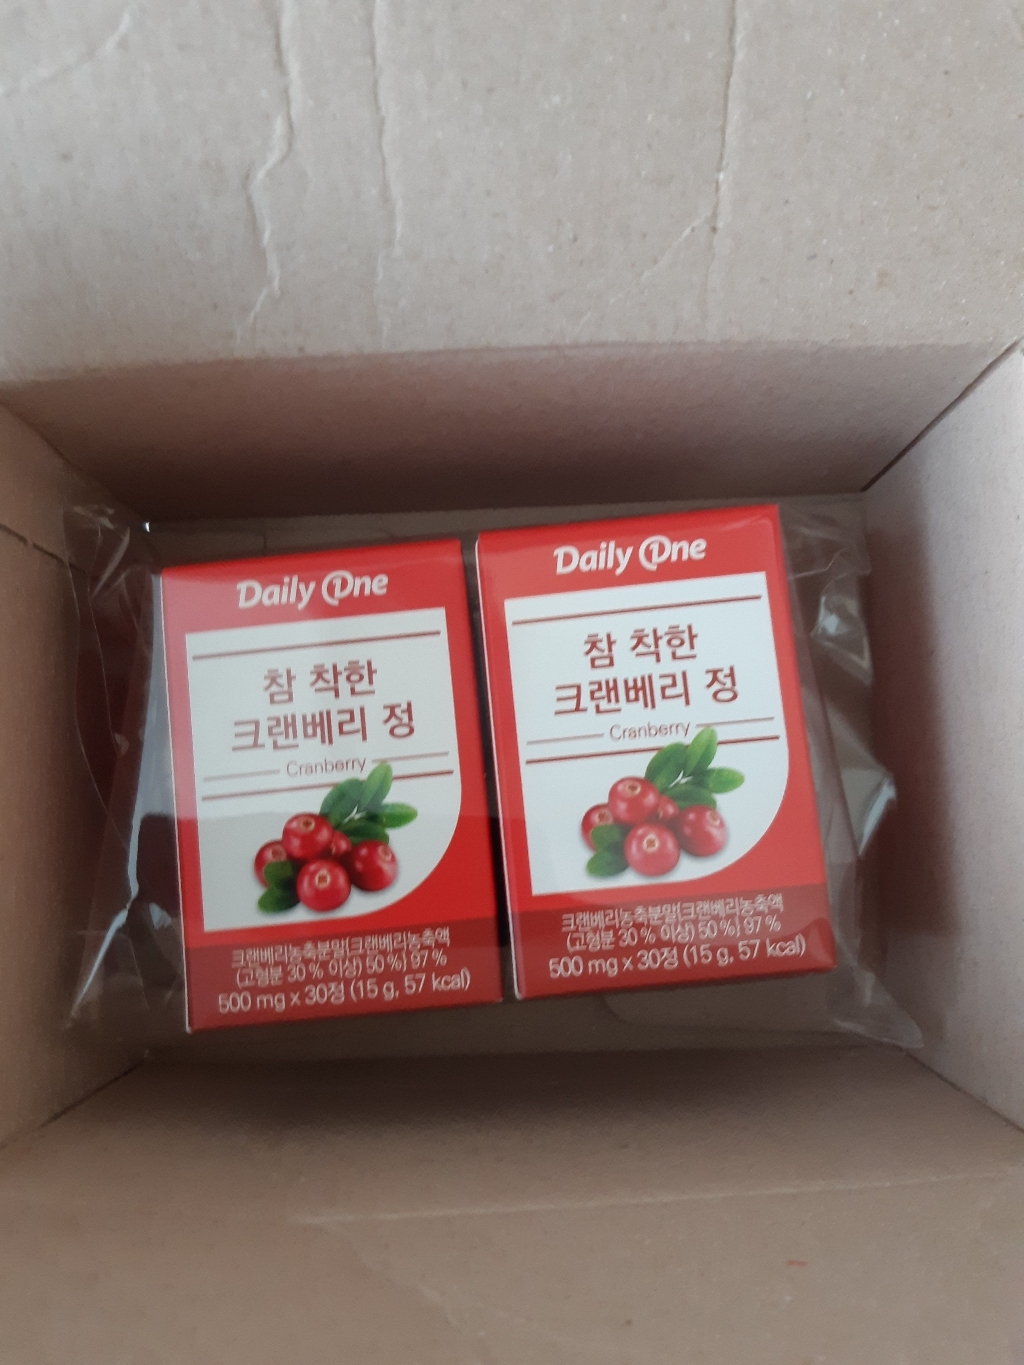 Daily One
참 착한
크랜베리 정
Cranberry
크랜베리농축분말{크랜베리농축액
(고형분 30 % 이상) 50 %} 97 %
500 mg x 30정 (15 g, 57 kcal)
Daily One
참 착한
크랜베리 정
Cranberry
크랜베리농축분말{크랜베리농축액
(고형분 30 % 이상) 50 %} 97 %
500 mg x 30정 (15 g, 57 kcal)